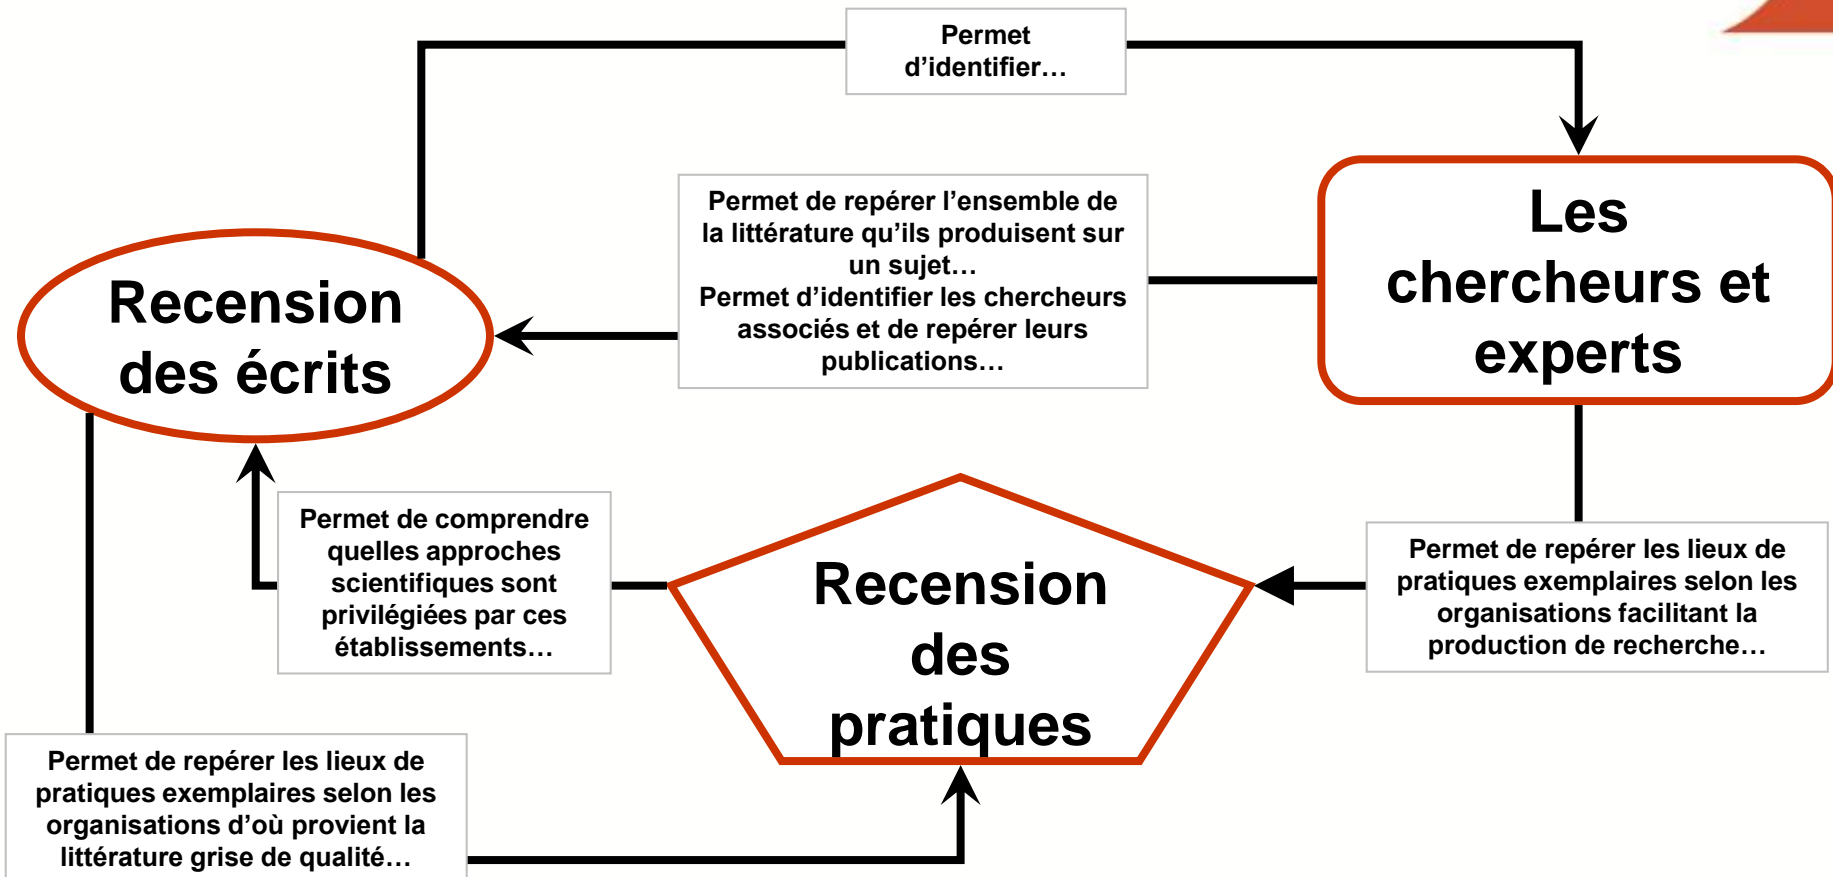 Permet
d’identifier…
Permet de repérer l’ensemble de
la littérature qu’ils produisent sur
un sujet…
Permet d’identifier les chercheurs
associés et de repérer leurs
publications…
Les
chercheurs et
experts
Recension
des écrits
Permet de comprendre
quelles approches
scientifiques sont
privilégiées par ces
établissements…
Recension
des
pratiques
Permet de repérer les lieux de
pratiques exemplaires selon les
organisations facilitant la
production de recherche…
Permet de repérer les lieux de
pratiques exemplaires selon les
organisations d’où provient la
littérature grise de qualité…